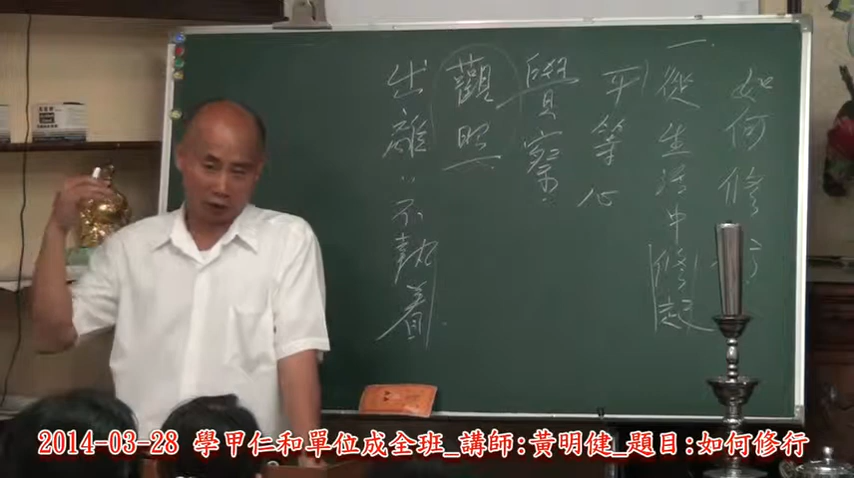 如何修行
一、從生活中修起
平等心
覺察：
觀照
出離：不執着
2014-03-28 學甲仁和單位成全班_講師:黃明健_題目:如何修行